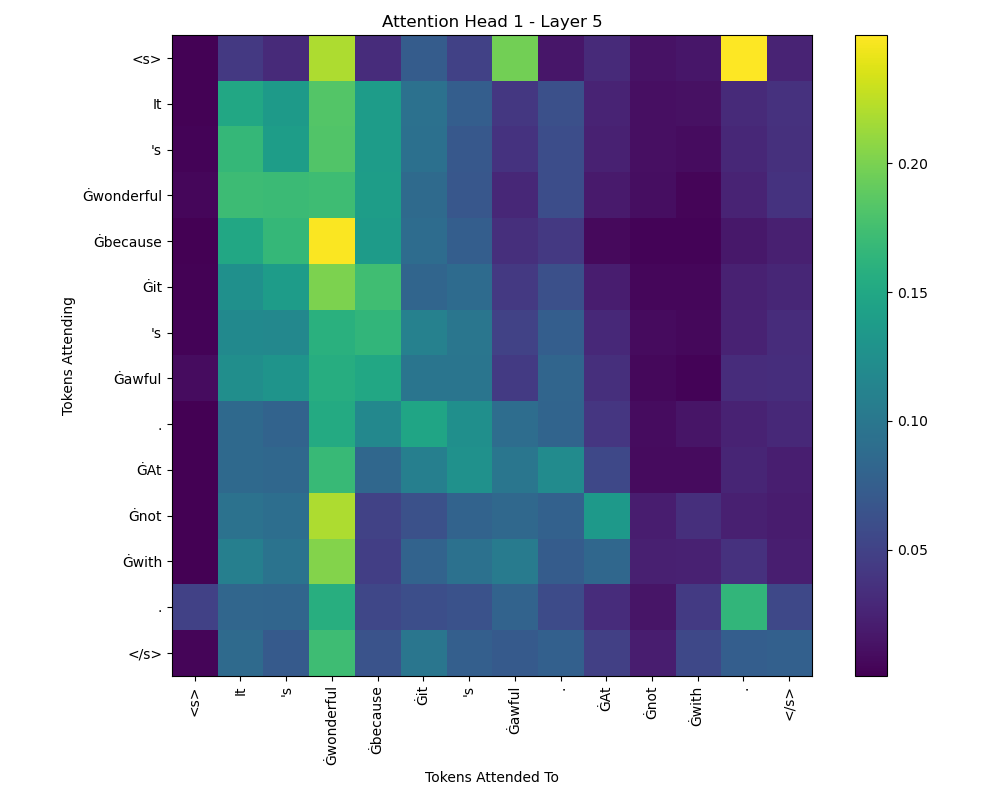 Attention Head 1 - Layer 5
Tokens Attending
<s>
It
's
Ġwonderful
Ġbecause
Ġit
's
Ġawful
.
ĠAt
Ġnot
Ġwith
.
</s>
<s>
It
's
Ġwonderful
Ġbecause
Ġit
's
Ġawful
.
ĠAt
Ġnot
Ġwith
.
</s>
Tokens Attended To
0.20
0.15
0.10
0.05